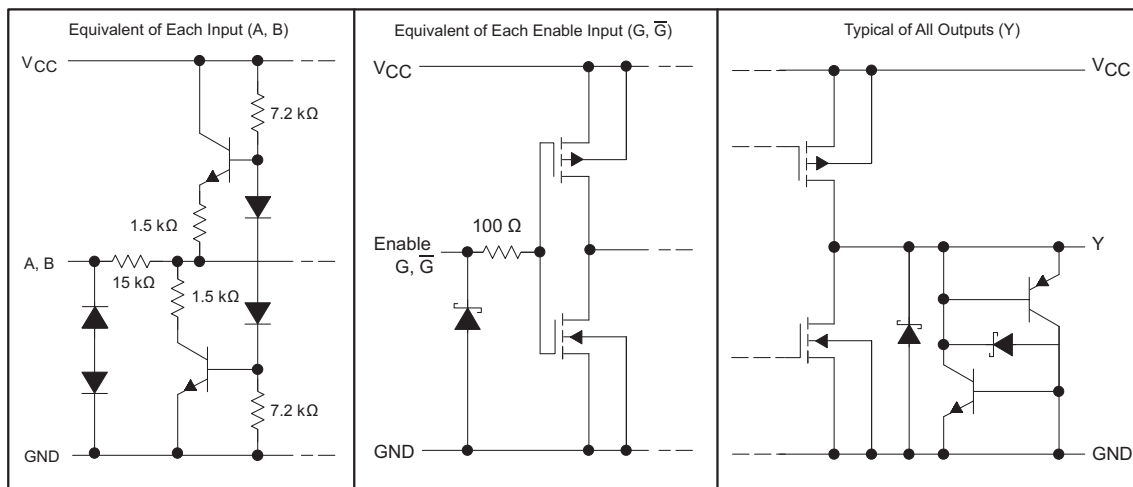 Equivalent of Each Input (A, B)
VCC
7.2 kΩ
1.5 kΩ
A, B
15 kΩ
1.5 kΩ
7.2 kΩ
GND
Equivalent of Each Enable Input (G, G̅)
VCC
100 Ω
Enable
G, G̅
GND
Typical of All Outputs (Y)
VCC
Y
GND